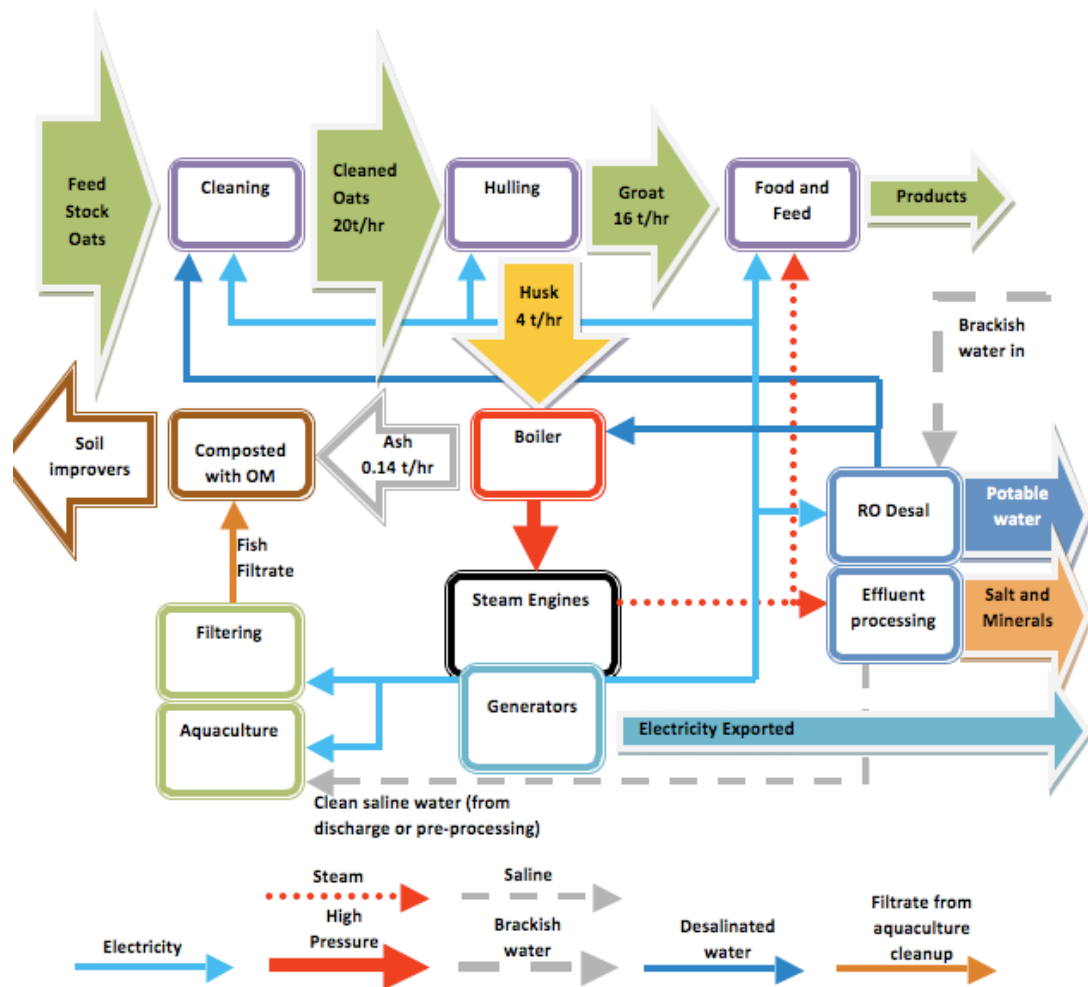 Feed
Stock
Oats
Cleaning
Cleaned
Oats
20t/hr
Hulling
Groat
16 t/hr
Food and
Feed
Products
Husk
4 t/hr
Brackish
water in
Soil
improvers
Composted
with OM
Ash
0.14 t/hr
Boiler
RO Desal
Potable
water
Fish
Filtrate
Steam Engines
Effluent
processing
Salt and
Minerals
Filtering
Aquaculture
Generators
Electricity Exported
Clean saline water (from
discharge or pre-processing)
Steam
Saline
High
Pressure
Brackish
water
Electricity
Desalinated
water
Filtrate from
aquaculture
cleanup